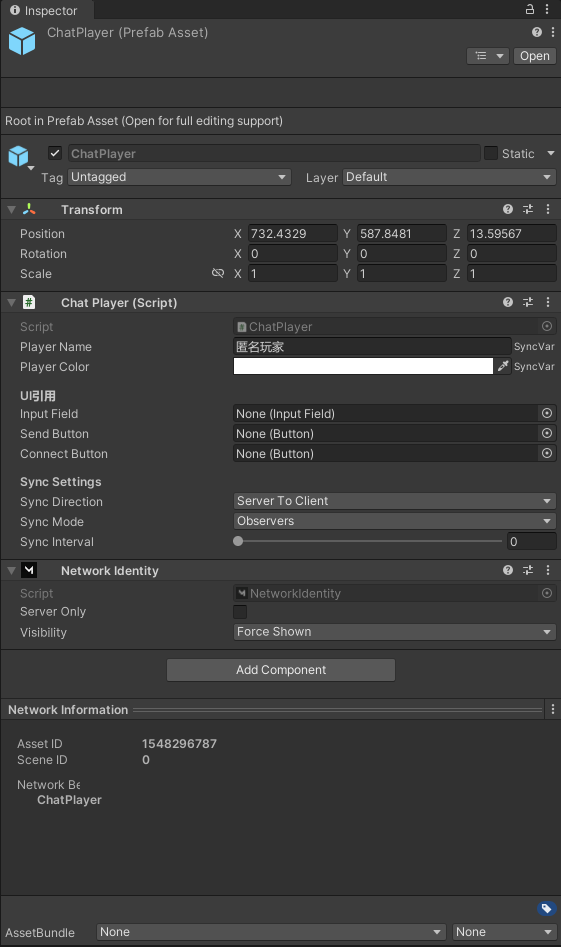 Inspector
ChatPlayer (Prefab Asset)
Open
Root in Prefab Asset (Open for full editing support)
ChatPlayer Static
Tag Untagged Layer Default
Transform
Position X 732.4329 Y 587.8481 Z 13.59567
Rotation X 0 Y 0 Z 0
Scale X 1 Y 1 Z 1
Chat Player (Script)
Script ChatPlayer
Player Name 匿名玩家 SyncVar
Player Color SyncVar
UI引用
Input Field None (Input Field)
Send Button None (Button)
Connect Button None (Button)
Sync Settings
Sync Direction Server To Client
Sync Mode Observers
Sync Interval 0
Network Identity
Script NetworkIdentity
Server Only
Visibility Force Shown
Add Component
Network Information
Asset ID 1548296787
Scene ID 0
Network Be
ChatPlayer
AssetBundle None None